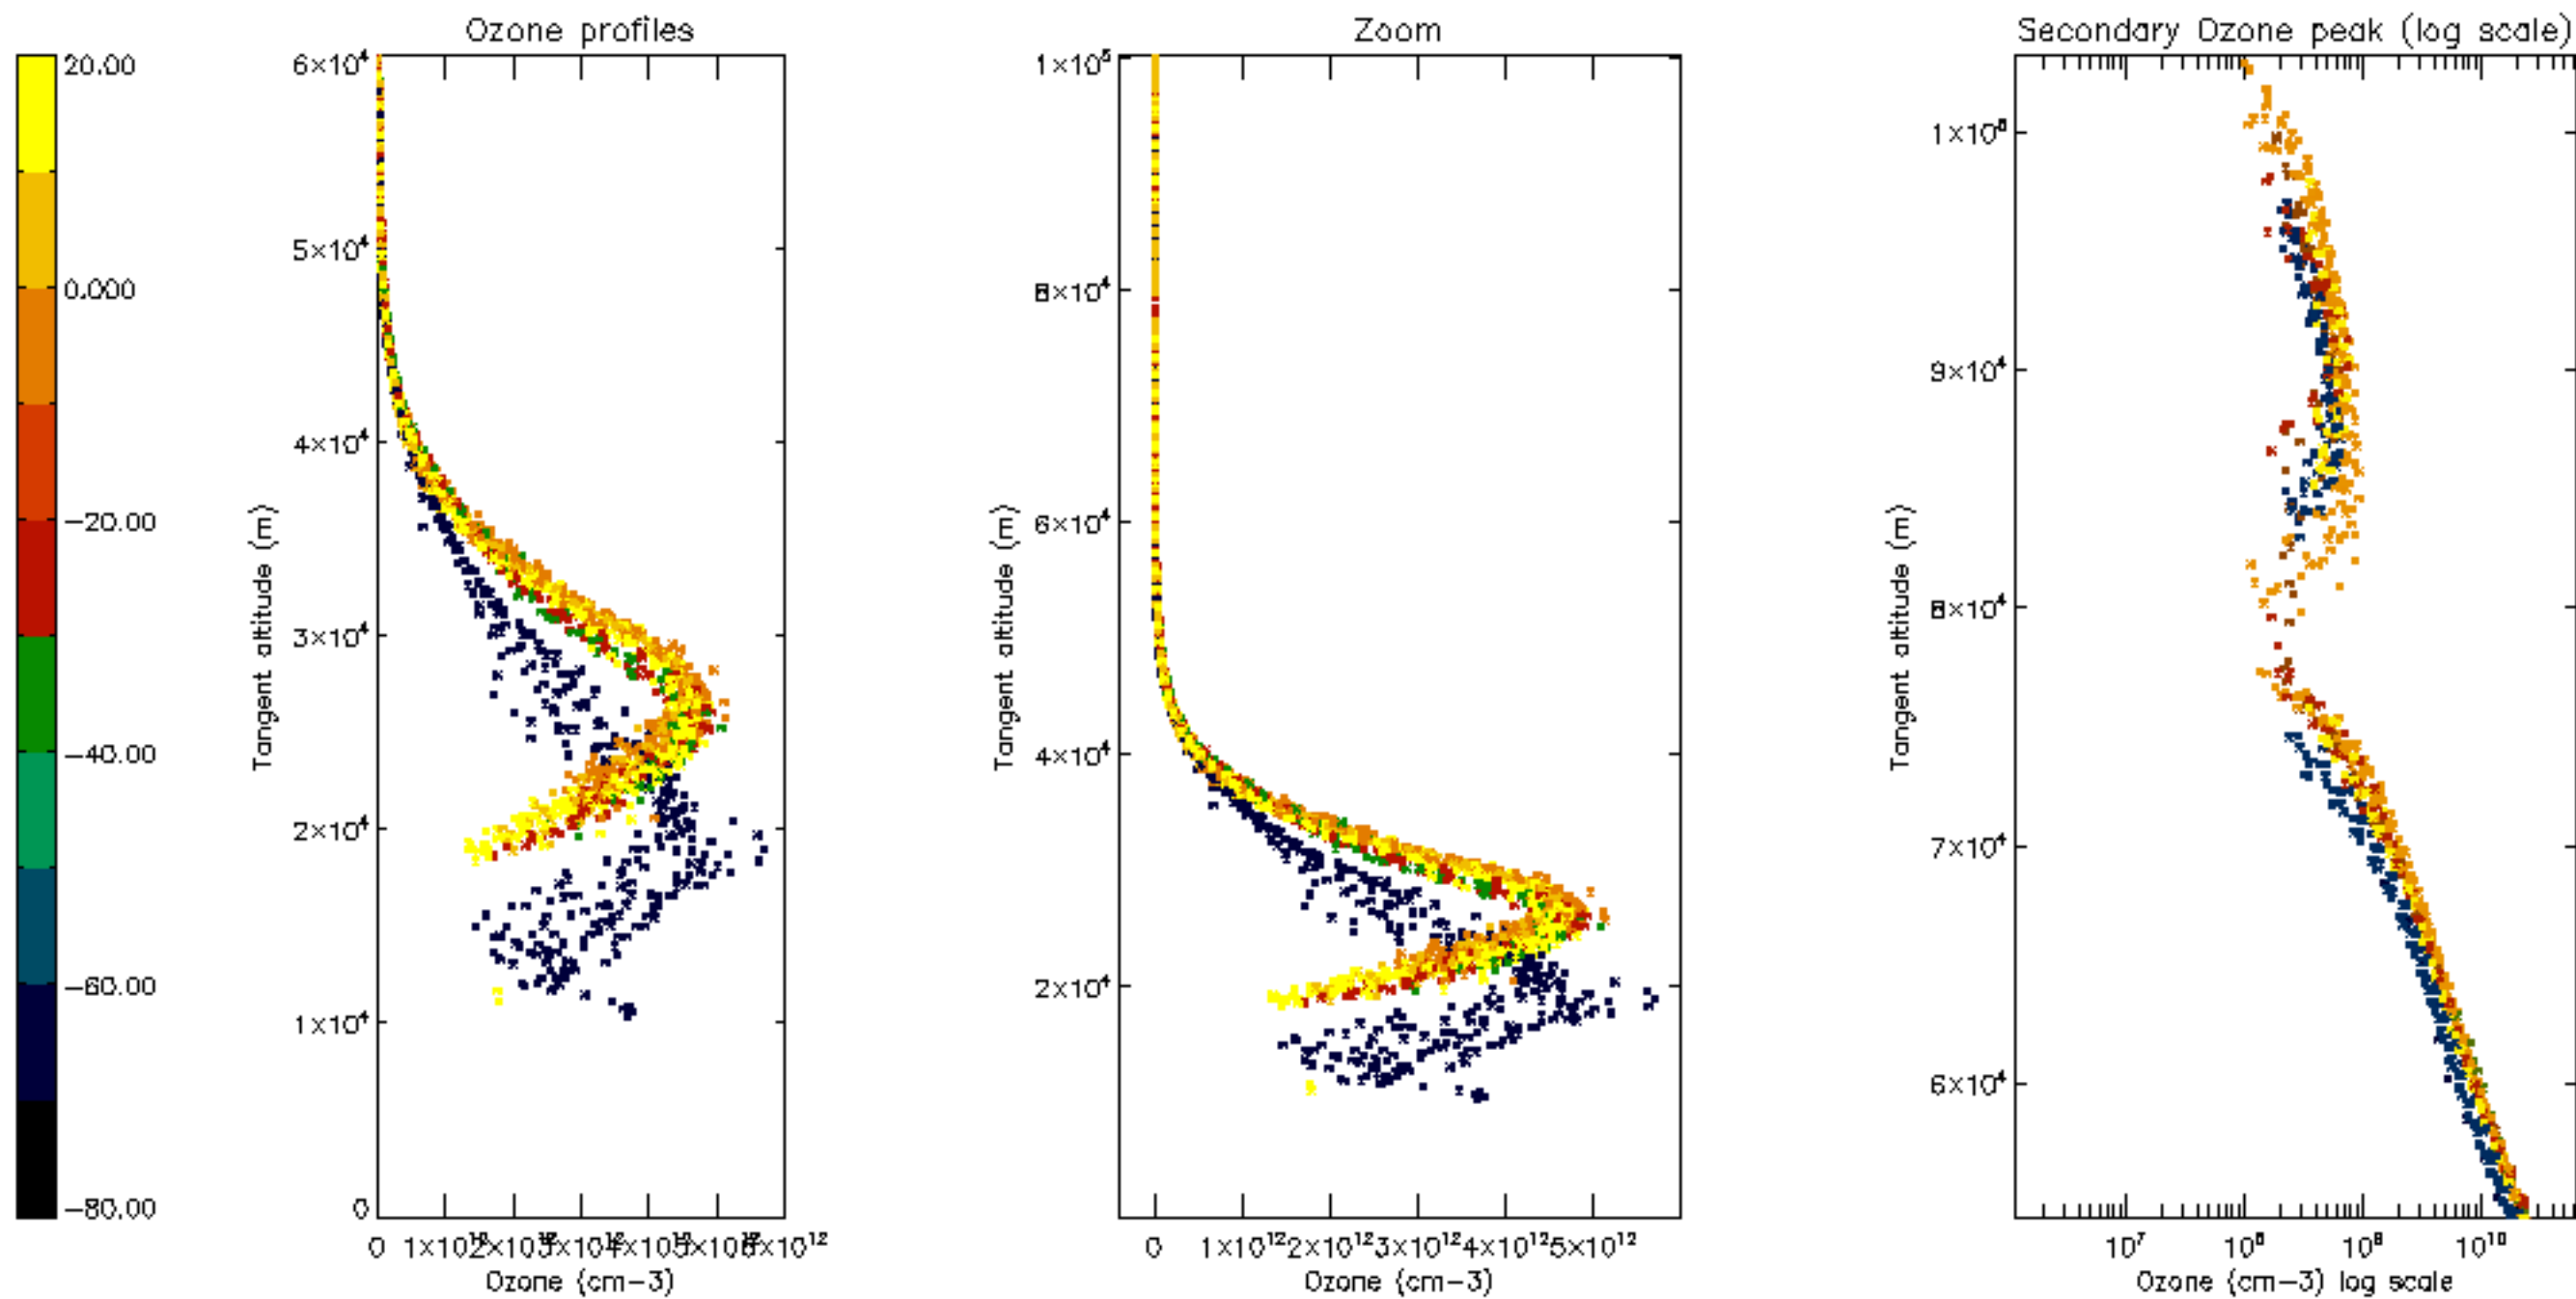 Ozone profiles
Zoom
Secondary Ozone peak (log scale)
20.00
0.000
−20.00
−40.00
−60.00
−80.00
6×10⁴
5×10⁴
4×10⁴
3×10⁴
2×10⁴
1×10⁴
0
Tangent altitude (m)
0
Ozone (cm−3)
1×10⁵
8×10⁴
6×10⁴
4×10⁴
2×10⁴
Tangent altitude (m)
0 1×10¹² 2×10¹² 3×10¹² 4×10¹² 5×10¹²
Ozone (cm−3)
9×10⁴
8×10⁴
7×10⁴
6×10⁴
Tangent altitude (m)
10⁷ 10⁸ 10⁹ 10¹⁰
Ozone (cm−3) log scale